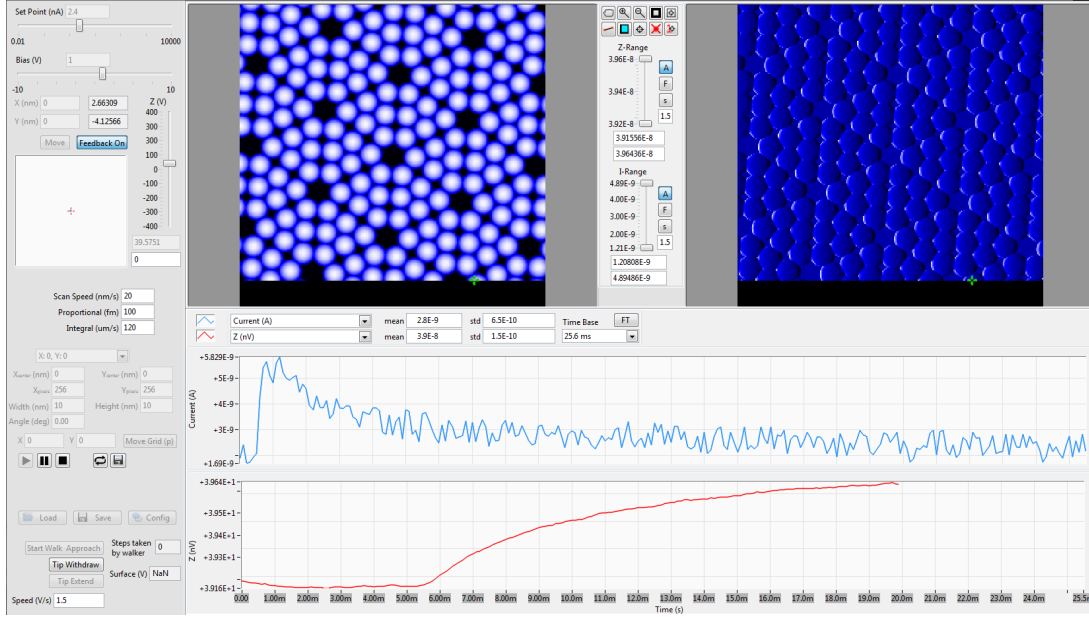 Set Point (nA) 2.4
0.01 10000
Bias (V) 1
-10 10
X (nm) 0 2.66309 Z (V)
Y (nm) 0 -4.12566
Move Feedback On
400
300
200
100
0
-100
-200
-300
-400
39.5751
0
Scan Speed (nm/s) 20
Proportional (fm) 100
Integral (um/s) 120
X: 0, Y: 0
Xcenter (nm) 0 Ycenter (nm) 0
Xpixels 256 Ypixels 256
Width (nm) 10 Height (nm) 10
Angle (deg) 0.00
X 0 Y 0 Move Grid (p)
Load Save Config
Start Walk Approach Steps taken by walker 0
Tip Withdraw
Tip Extend Surface (V) NaN
Speed (V/s) 1.5
Z-Range
3.96E-8
A
F
3.94E-8
s
1.5
3.92E-8
3.91556E-8
3.96436E-8
I-Range
4.89E-9
A
4.00E-9
F
3.00E-9
s
2.00E-9
1.5
1.21E-9
1.20808E-9
4.89486E-9
Current (A) mean 2.8E-9 std 6.5E-10 Time Base FT
Z (nV) mean 3.9E-8 std 1.5E-10 25.6 ms
+5.829E-9
+5E-9
+4E-9
+3E-9
+1.69E-9
Current (A)
+3.964E+1
+3.95E+1
+3.94E+1
+3.93E+1
+3.916E+1
Z (nV)
0.00 1.00m 2.00m 3.00m 4.00m 5.00m 6.00m 7.00m 8.00m 9.00m 10.0m 11.0m 12.0m 13.0m 14.0m 15.0m 16.0m 17.0m 18.0m 19.0m 20.0m 21.0m 22.0m 23.0m 24.0m 25.5m
Time (s)